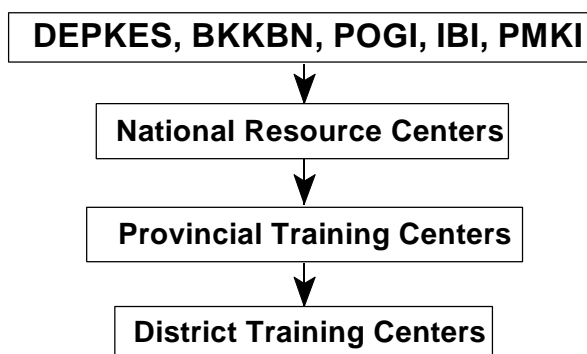 DEPKES, BKKBN, POGI, IBI, PMKI
National Resource Centers
Provincial Training Centers
District Training Centers